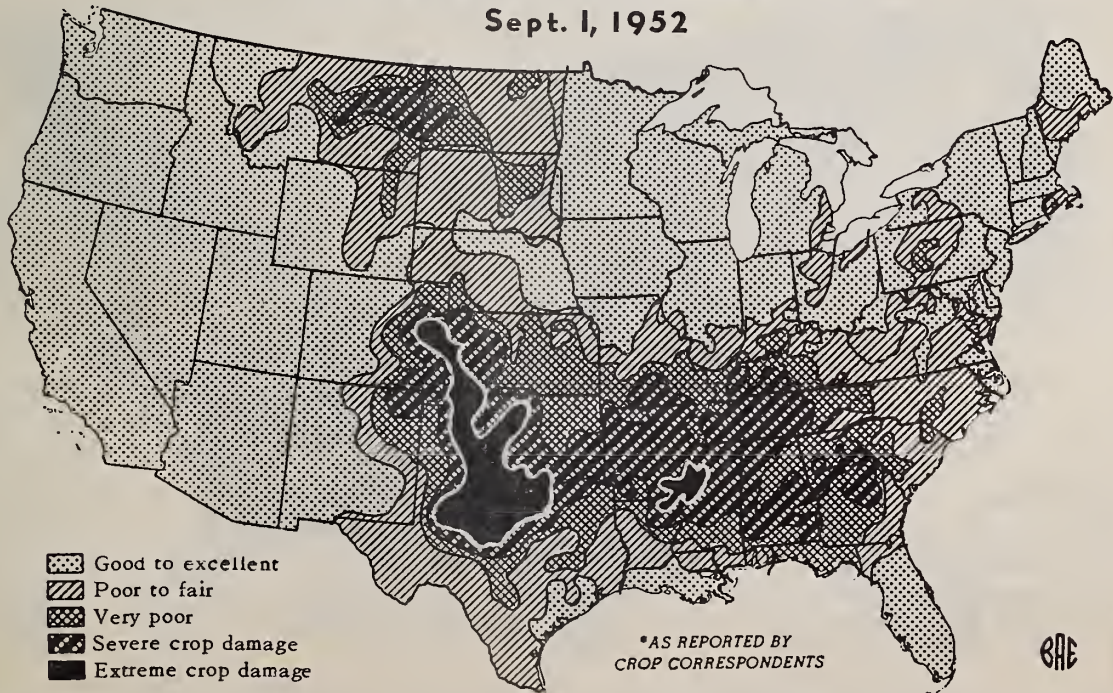 Sept. 1, 1952
Good to excellent
Poor to fair
Very poor
Severe crop damage
Extreme crop damage
*AS REPORTED BY
CROP CORRESPONDENTS
BAE